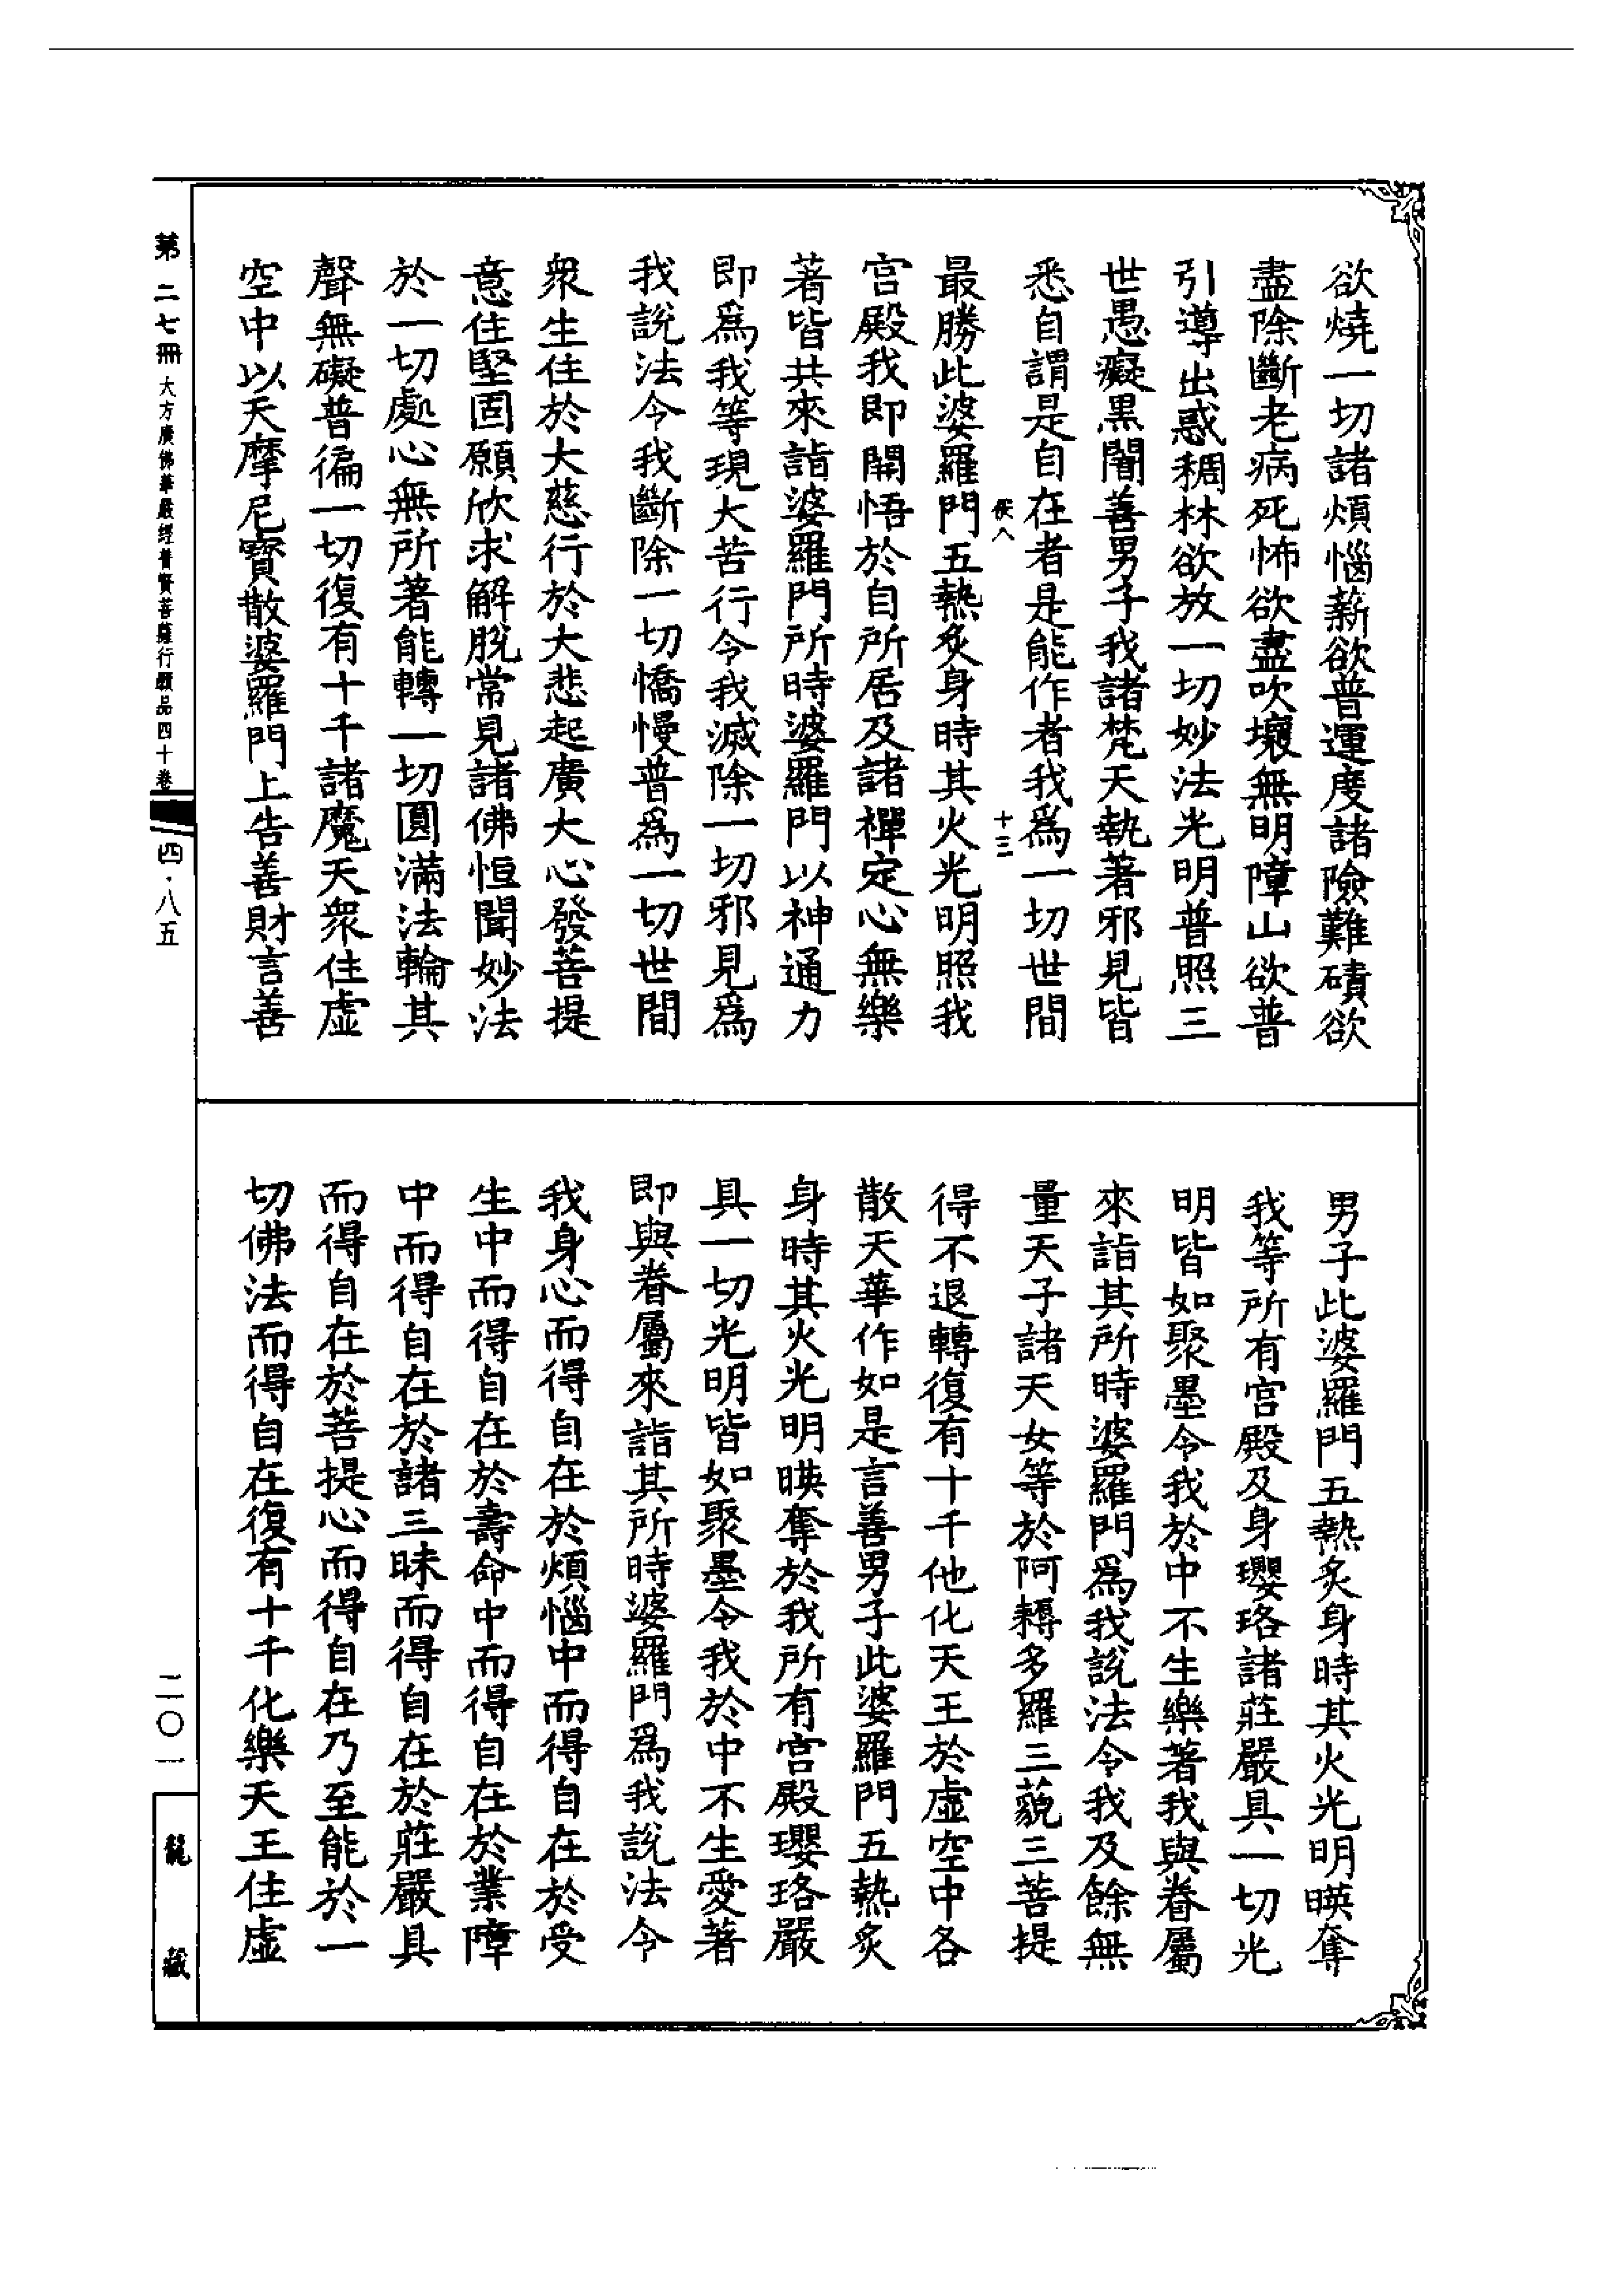 欲燒一切諸煩惱薪欲普運度諸險難磧欲
盡除斷老病死怖欲盡吹壞無明障山欲普
引導出惑稠林欲放一切妙法光明普照三
世愚癡黑闇善男子我諸梵天執著邪見皆
悉自謂是自在者是能作者我為一切世間
十三
最勝此婆羅門五熱炙身時其火光明照我
宮殿我即開悟於自所居及諸禪定心無樂
著皆共來詣婆羅門所時婆羅門以神通力
即爲我等現大苦行令我滅除一切邪見爲
我說法令我斷除一切憍慢普爲一切世間
衆生住於大慈行於大悲起廣大心發菩提
意住堅固願欣求解脫常見諸佛恒聞妙法
於一切處心無所著能轉一切圓滿法輪其
聲無礙普徧一切復有十千諸魔天衆住虛
空中以天摩尼寶散婆羅門上告善財言善
男子此婆羅門五熱炙身時其火光明暎奪
我等所有宮殿及身瓔珞諸莊嚴具一切光
明皆如聚墨令我於中不生樂著我與眷屬
來詣其所時婆羅門爲我說法令我及餘無
量天子諸天女等於阿耨多羅三藐三菩提
得不退轉復有十千他化天王於虛空中各
散天華作如是言善男子此婆羅門五熱炙
身時其火光明暎奪於我所有宮殿瓔珞嚴
具一切光明皆如聚墨令我於中不生愛著
即與眷屬來詣其所時婆羅門爲我說法令
我身心而得自在於煩惱中而得自在於受
生中而得自在於壽命中而得自在於業障
中而得自在於諸三昧而得自在於莊嚴具
而得自在於菩提心而得自在乃至能於一
切佛法而得自在復有十千化樂天王住虛
第二七冊 大方廣佛華嚴經普賢菩薩行願品四十卷
四·八五
二〇一
龍藏